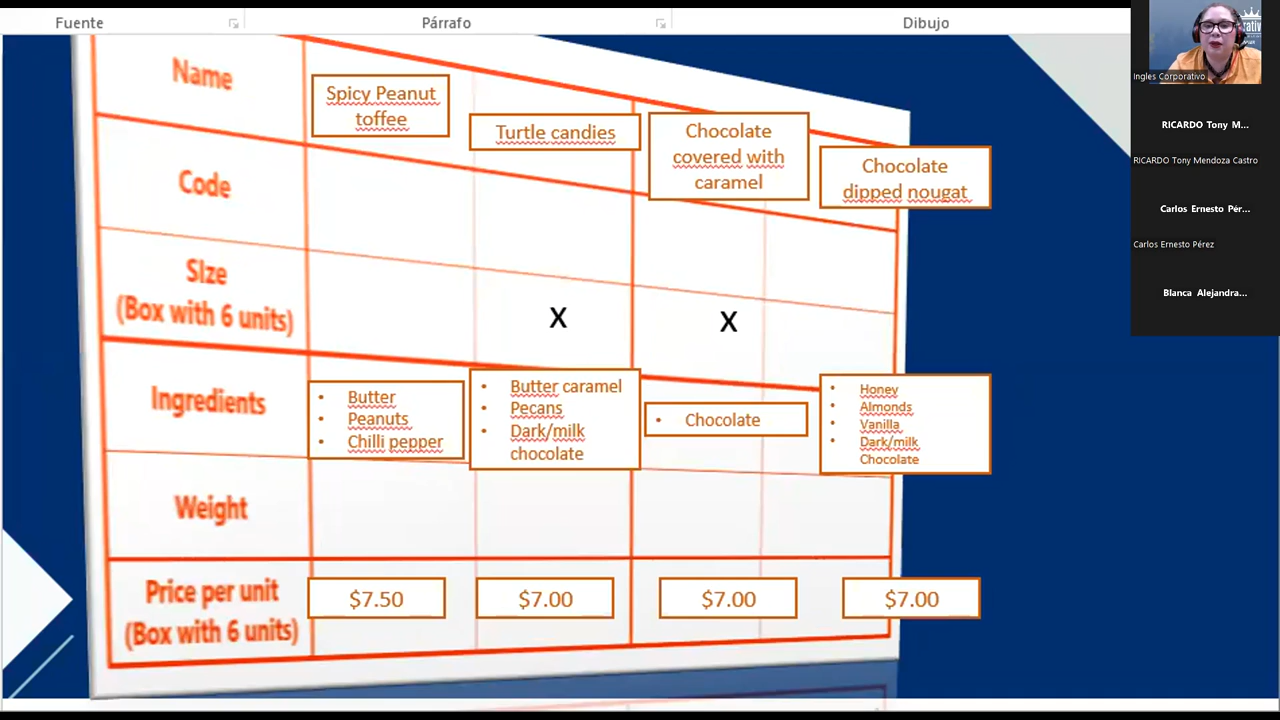 Fuente
Párrafo
Dibujo
Name
Spicy Peanut
toffee
Turtle candies
Chocolate
covered with
caramel
Chocolate
dipped nougat
Code
SIze
(Box with 6 units)
X
X
Ingredients
• Butter
• Peanuts
• Chilli pepper
• Butter caramel
• Pecans
• Dark/milk
chocolate
• Chocolate
• Honey
• Almonds
• Vanilla
• Dark/milk
Chocolate
Weight
Price per unit
(Box with 6 units)
$7.50
$7.00
$7.00
$7.00
Ingles Corporativo
RICARDO Tony M...
RICARDO Tony Mendoza Castro
Carlos Ernesto Pér...
Carlos Ernesto Pérez
Blanca Alejandra...